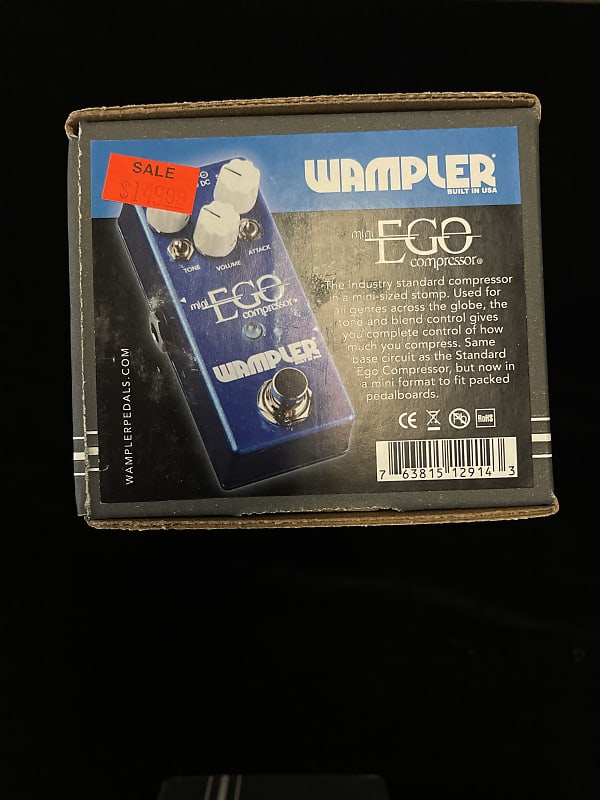 SALE
$149.99
WAMPLER
BUILT IN USA
DC
TONE
VOLUME
ATTACK
mini EGO
compressor
WAMPLER
mini EGO
compressor®
The industry standard compressor
in a mini-sized stomp. Used for
all genres across the globe, the
tone and blend control gives
you complete control of how
much you compress. Same
base circuit as the Standard
Ego Compressor, but now in
a mini format to fit packed
pedalboards.
CE
RoHS
7 63815 12914 3
WAMPLERPEDALS.COM